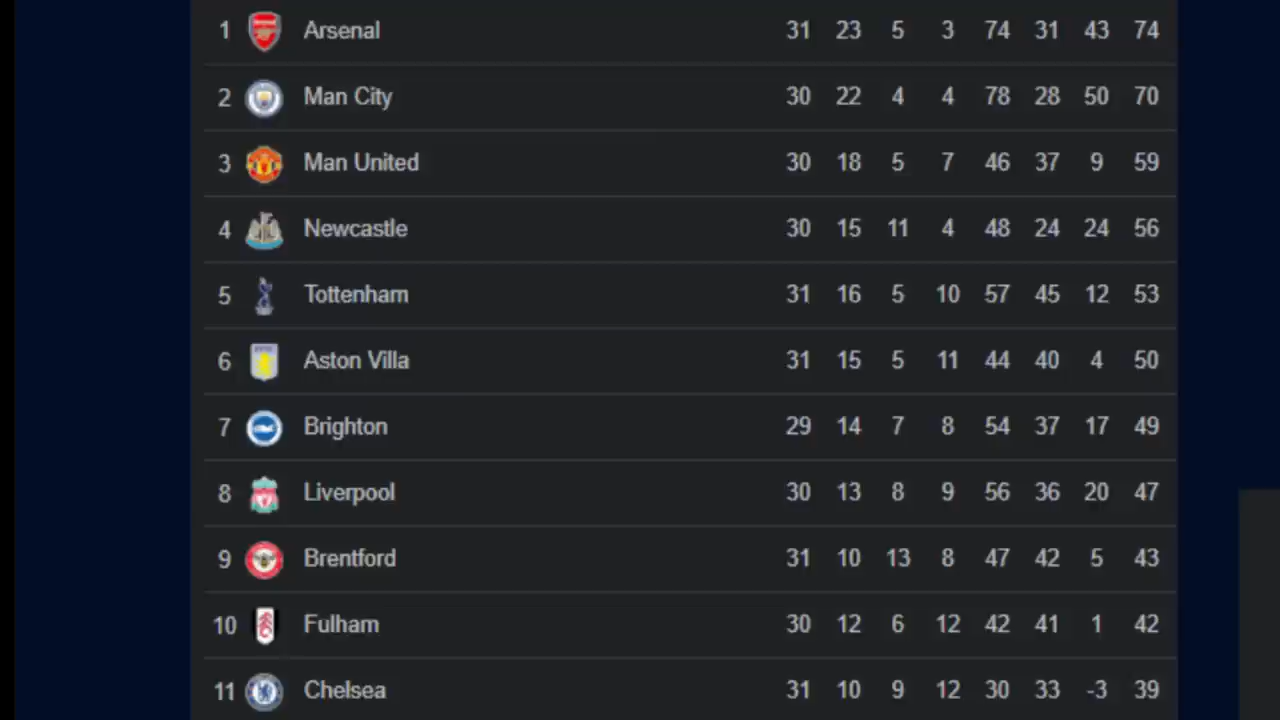 1 Arsenal 31 23 5 3 74 31 43 74
2 Man City 30 22 4 4 78 28 50 70
3 Man United 30 18 5 7 46 37 9 59
4 Newcastle 30 15 11 4 48 24 24 56
5 Tottenham 31 16 5 10 57 45 12 53
6 Aston Villa 31 15 5 11 44 40 4 50
7 Brighton 29 14 7 8 54 37 17 49
8 Liverpool 30 13 8 9 56 36 20 47
9 Brentford 31 10 13 8 47 42 5 43
10 Fulham 30 12 6 12 42 41 1 42
11 Chelsea 31 10 9 12 30 33 -3 39